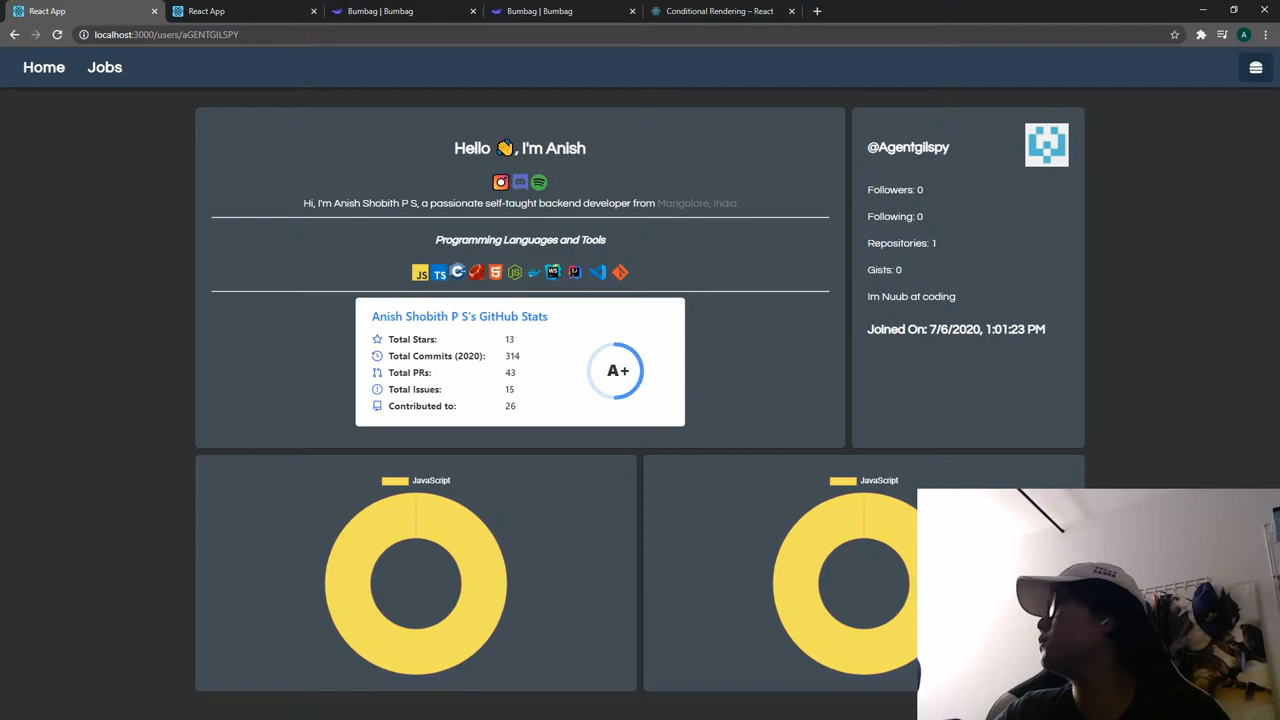 React App
React App
Bumbag | Bumbag
Bumbag | Bumbag
Conditional Rendering – React
localhost:3000/users/aGENTGILSPY
A
Home
Jobs
Hello 👋, I'm Anish
Hi, I'm Anish Shobith P S, a passionate self-taught backend developer from Mangalore, India
Programming Languages and Tools
JS TS C WS IJ
Anish Shobith P S's GitHub Stats
Total Stars: 13
Total Commits (2020): 314
Total PRs: 43
Total Issues: 15
Contributed to: 26
A+
@Agentgilspy
Followers: 0
Following: 0
Repositories: 1
Gists: 0
Im Nuub at coding
Joined On: 7/6/2020, 1:01:23 PM
JavaScript
JavaScript